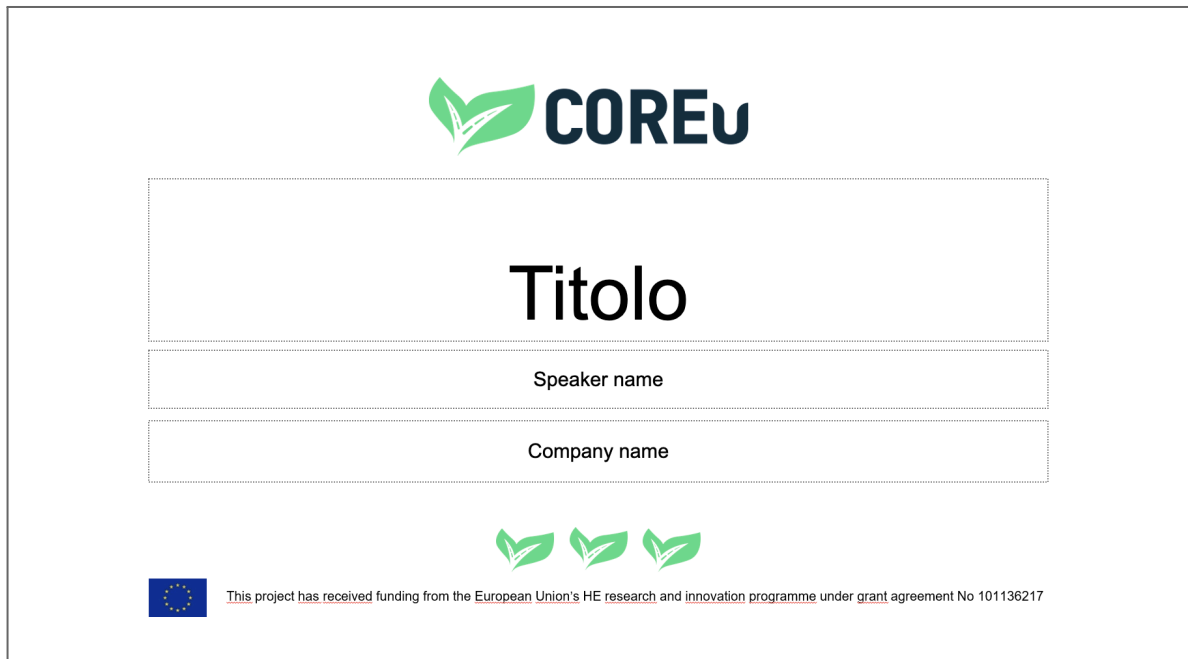 COREu
Titolo
Speaker name
Company name
This project has received funding from the European Union's HE research and innovation programme under grant agreement No 101136217